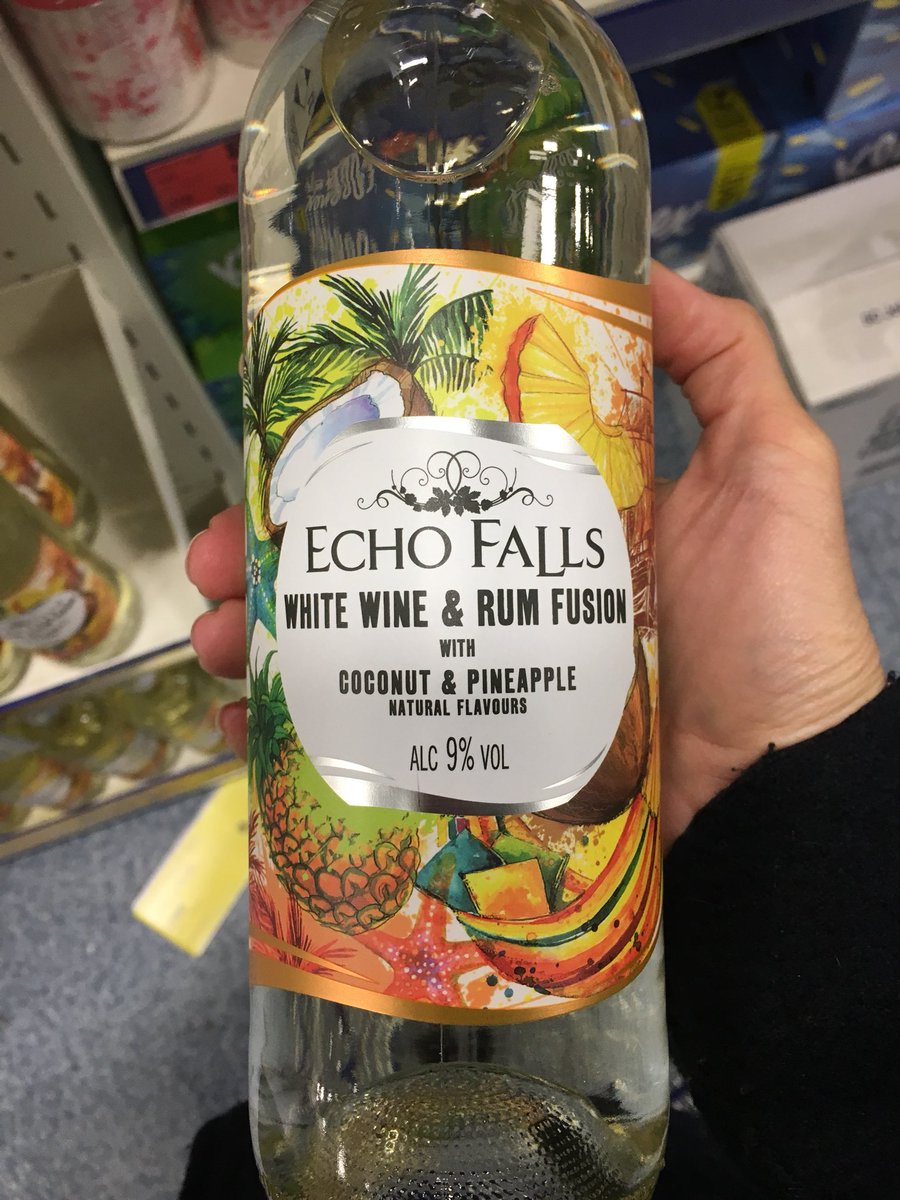 ECHO FALLS
WHITE WINE & RUM FUSION
WITH
COCONUT & PINEAPPLE
NATURAL FLAVOURS
ALC 9% VOL